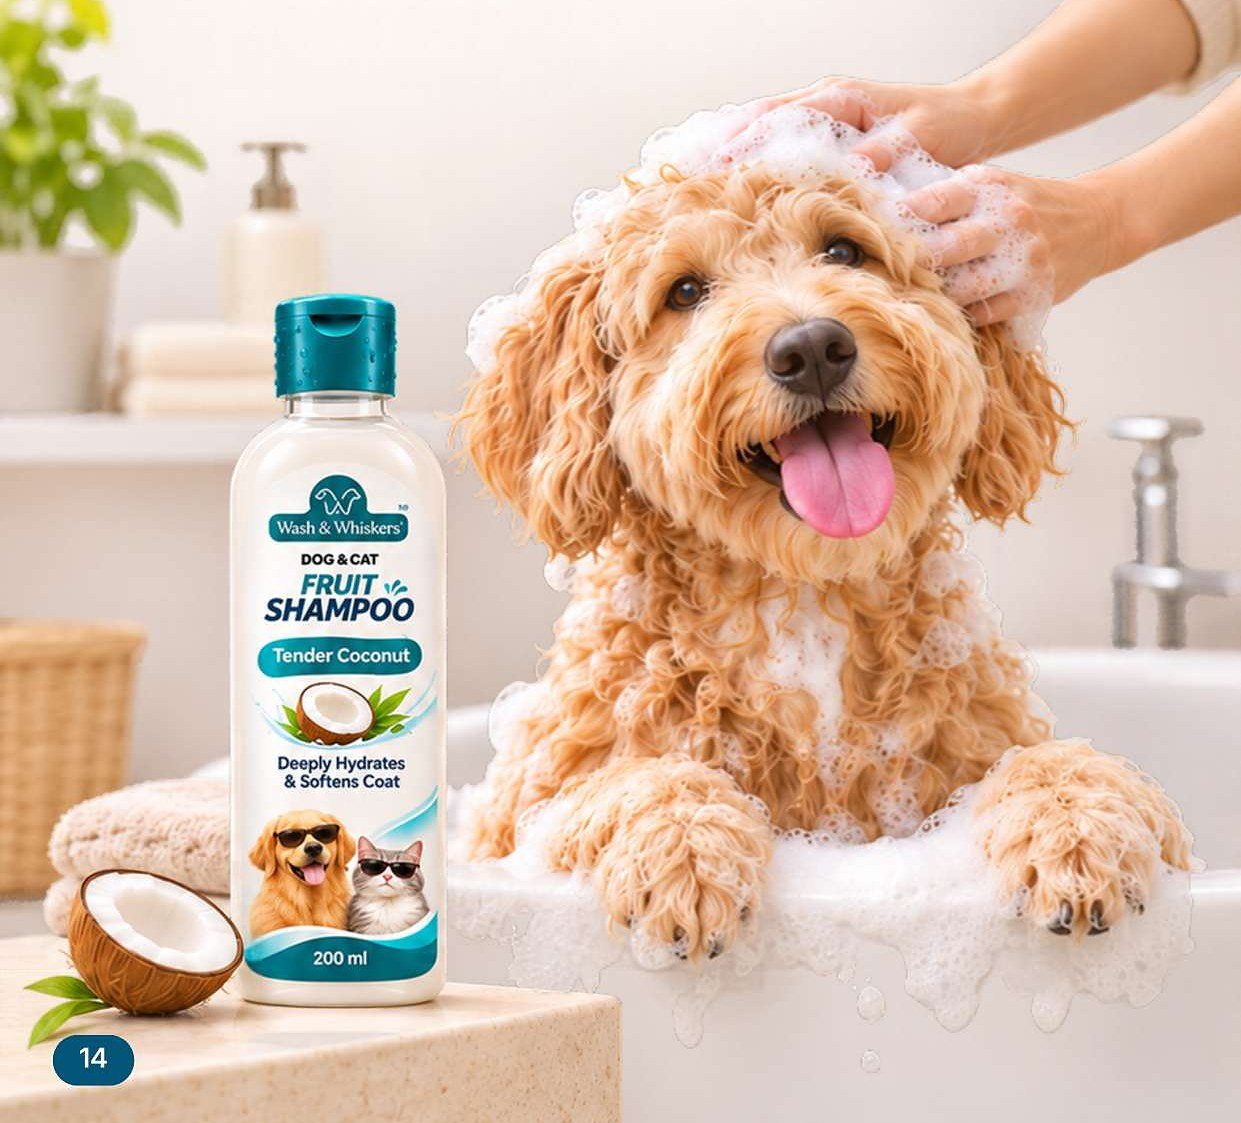 Wash & Whiskers
DOG & CAT
FRUIT
SHAMPOO
Tender Coconut
Deeply Hydrates
& Softens Coat
200 ml
14